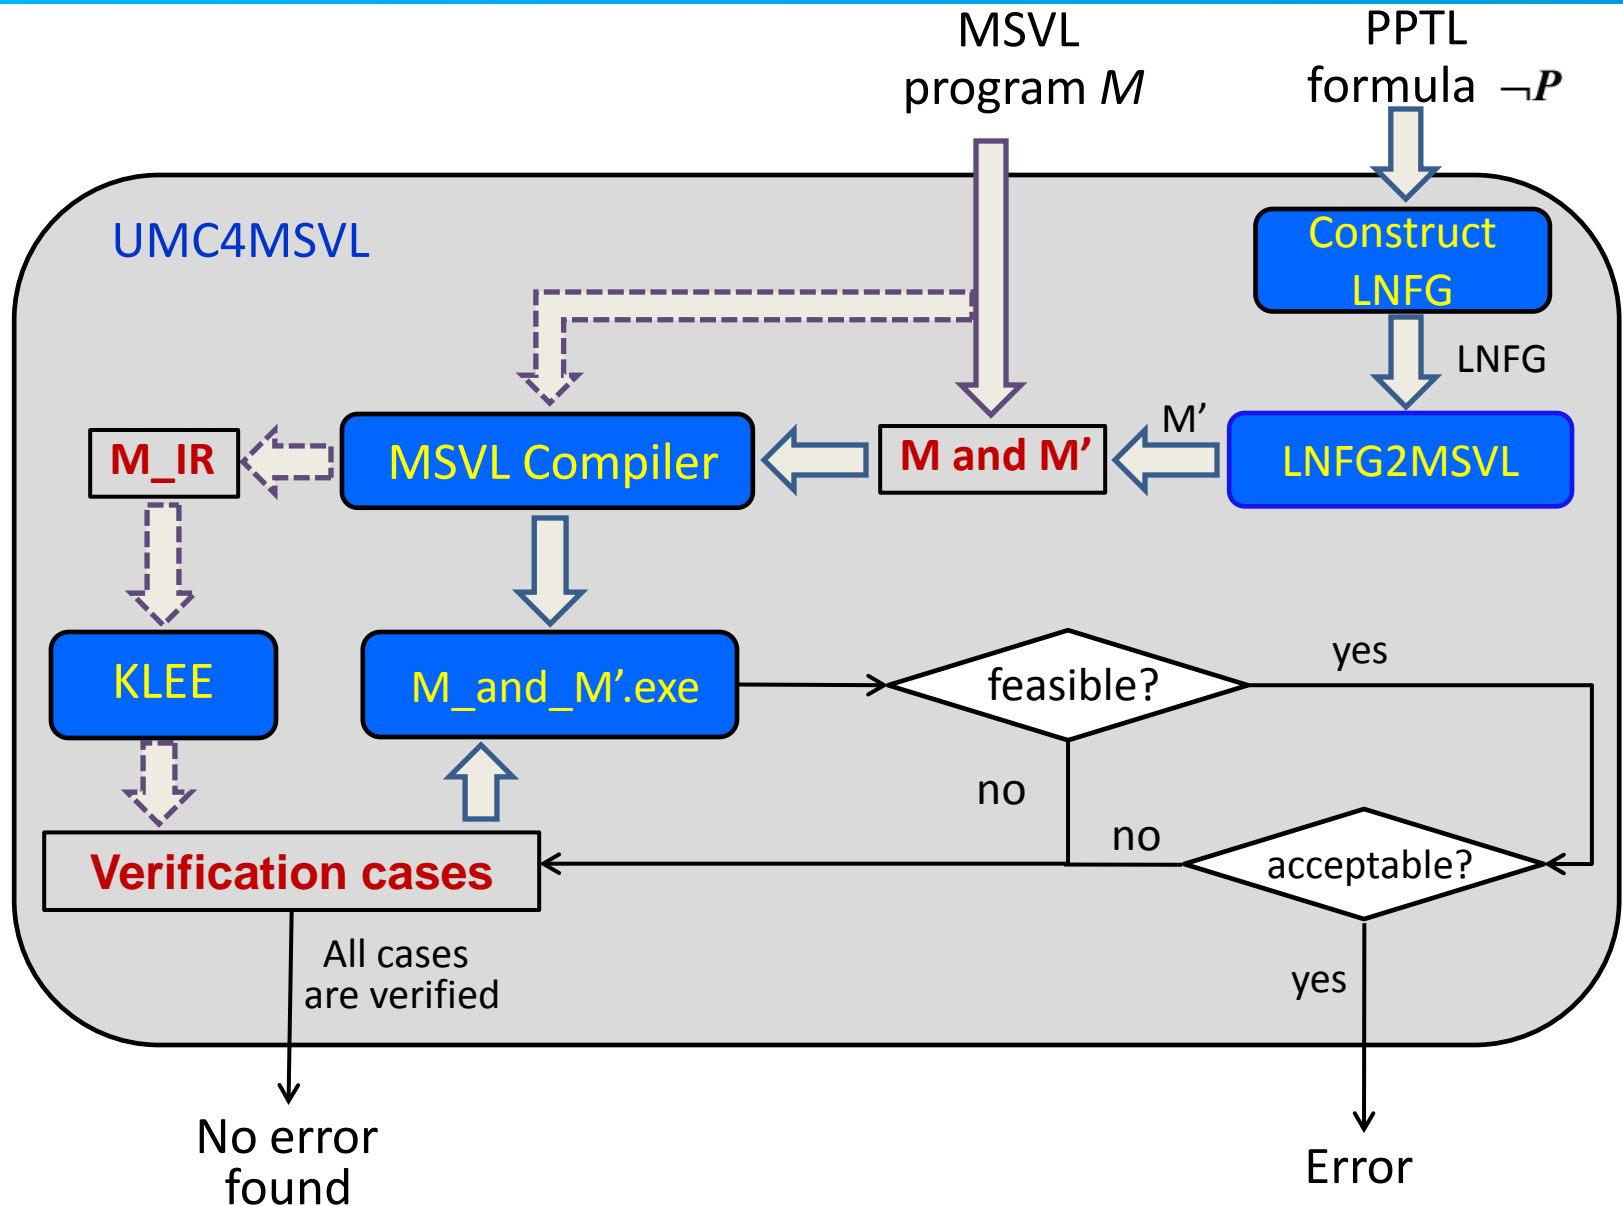 MSVL
program M
PPTL
formula ¬P
UMC4MSVL
Construct
LNFG
LNFG
M'
M_IR
MSVL Compiler
M and M'
LNFG2MSVL
KLEE
M_and_M'.exe
feasible?
yes
no
no
acceptable?
Verification cases
All cases
are verified
yes
No error
found
Error